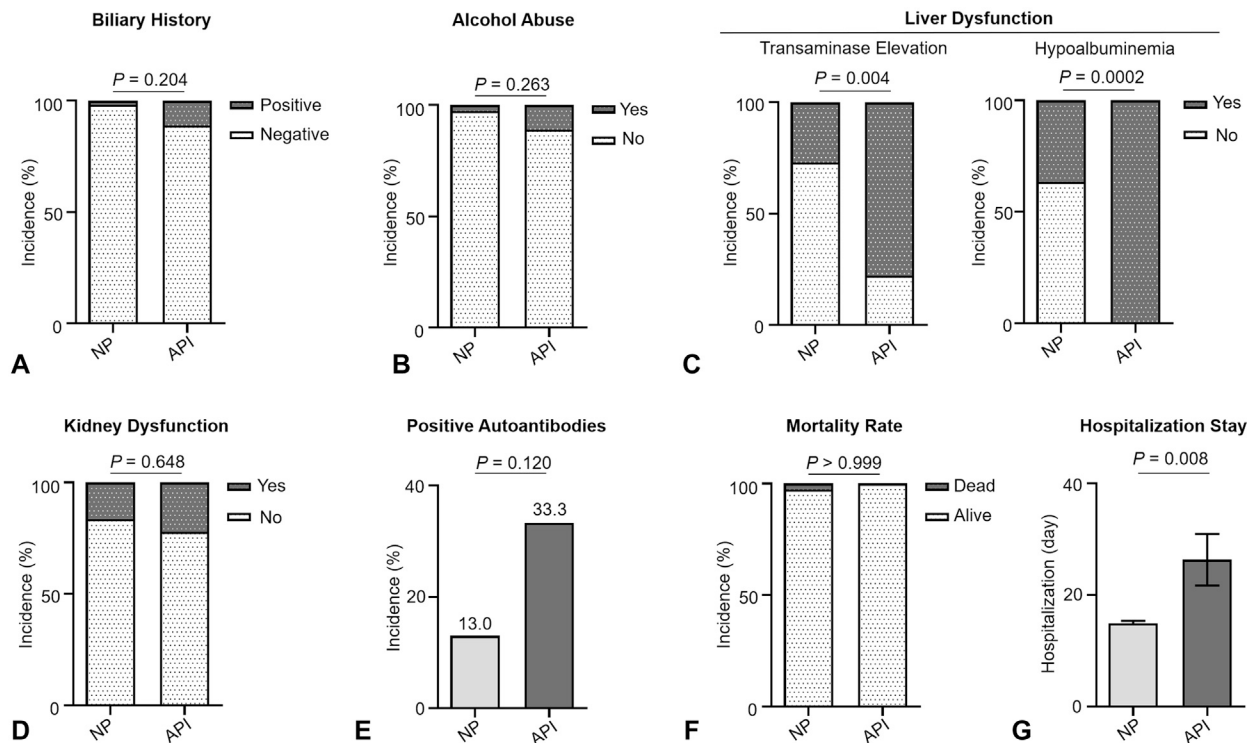 Biliary History
P = 0.204
100
50
0
Incidence (%)
Positive
Negative
NP
API
A
Alcohol Abuse
P = 0.263
100
50
0
Incidence (%)
Yes
No
NP
API
B
Liver Dysfunction
Transaminase Elevation
P = 0.004
100
50
0
Incidence (%)
NP
API
Hypoalbuminemia
P = 0.0002
100
50
0
Incidence (%)
Yes
No
NP
API
C
Kidney Dysfunction
P = 0.648
100
50
0
Incidence (%)
Yes
No
NP
API
D
Positive Autoantibodies
P = 0.120
40
20
0
Incidence (%)
13.0
33.3
NP
API
E
Mortality Rate
P > 0.999
100
50
0
Incidence (%)
Dead
Alive
NP
API
F
Hospitalization Stay
P = 0.008
40
20
0
Hospitalization (day)
NP
API
G